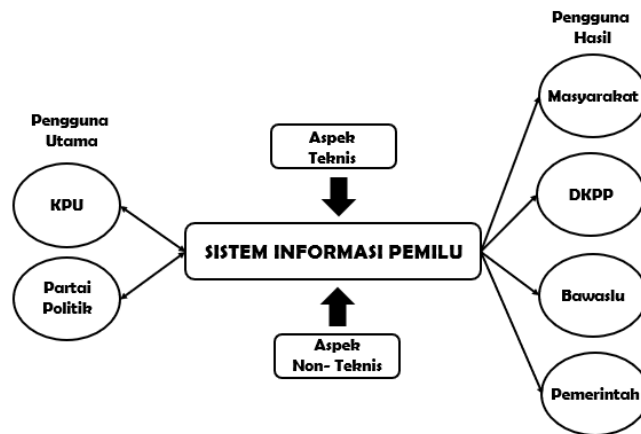 Pengguna
Utama
KPU
Partai
Politik
Aspek
Teknis
SISTEM INFORMASI PEMILU
Aspek
Non- Teknis
Pengguna
Hasil
Masyarakat
DKPP
Bawaslu
Pemerintah